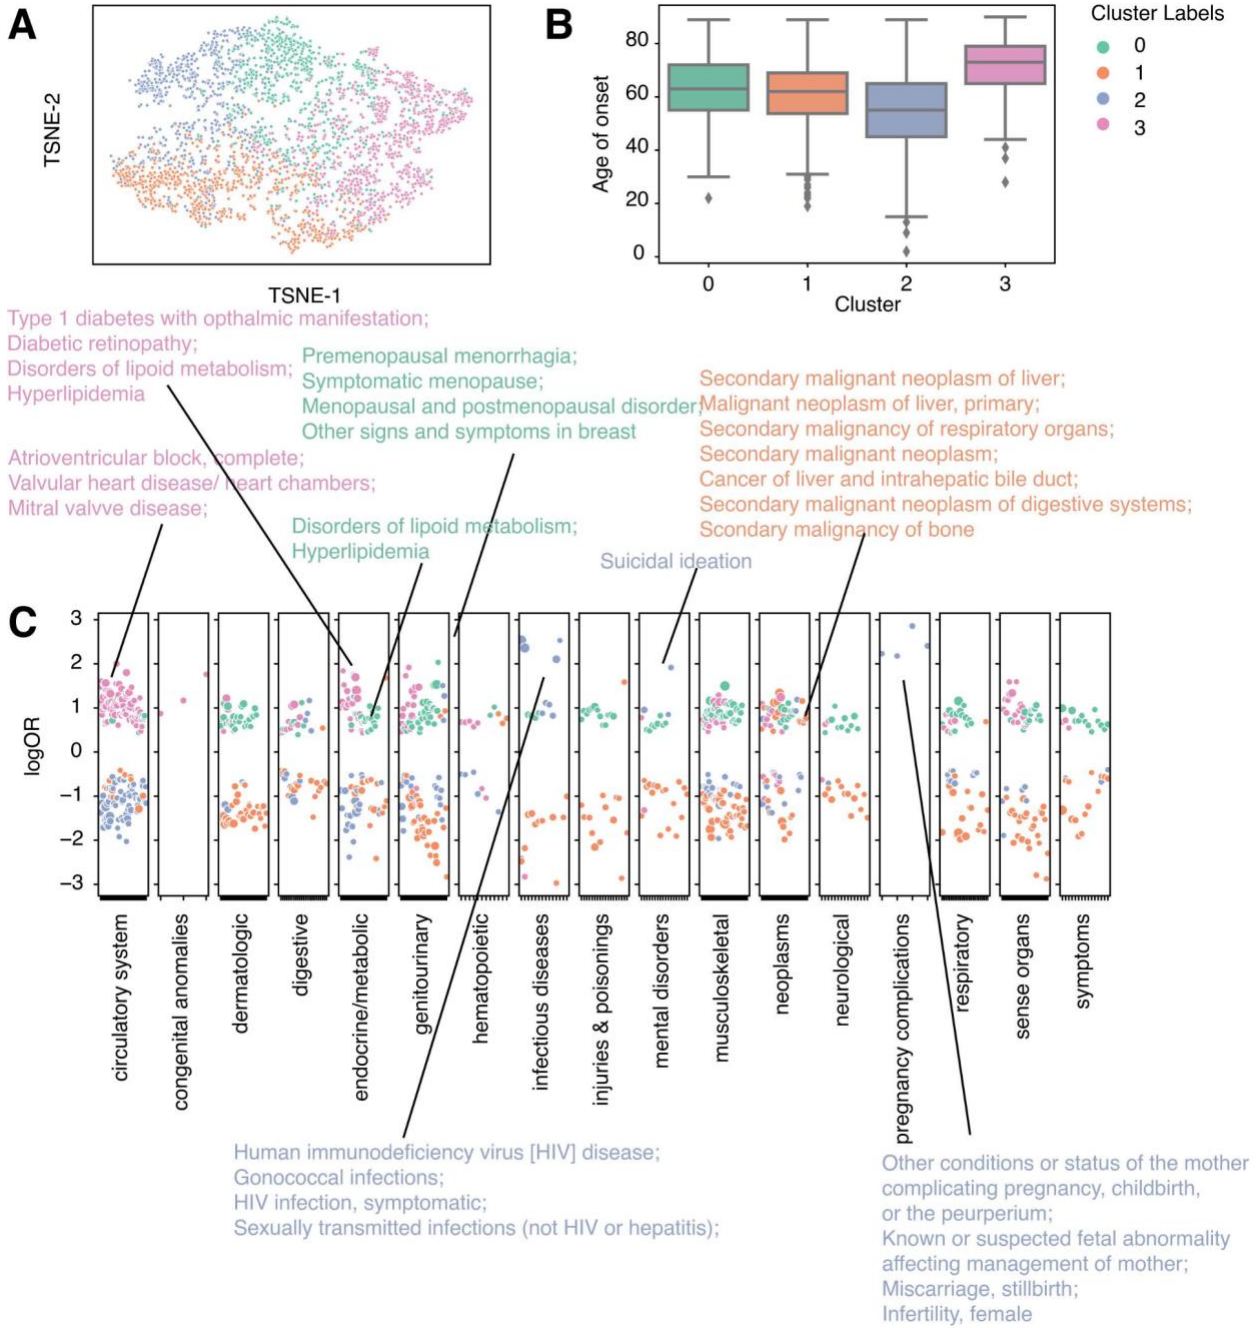 A
TSNE-2
TSNE-1
B
Age of onset
80
60
40
20
0
0
1
2
3
Cluster
Cluster Labels
0
1
2
3
Type 1 diabetes with opthalmic manifestation;
Diabetic retinopathy;
Disorders of lipoid metabolism;
Hyperlipidemia
Premenopausal menorrhagia;
Symptomatic menopause;
Menopausal and postmenopausal disorder;
Other signs and symptoms in breast
Secondary malignant neoplasm of liver;
Malignant neoplasm of liver, primary;
Secondary malignancy of respiratory organs;
Secondary malignant neoplasm;
Cancer of liver and intrahepatic bile duct;
Secondary malignant neoplasm of digestive systems;
Scondary malignancy of bone
Atrioventricular block, complete;
Valvular heart disease/ heart chambers;
Mitral valvve disease;
Disorders of lipoid metabolism;
Hyperlipidemia
Suicidal ideation
C
logOR
3
2
1
0
−1
−2
−3
circulatory system
congenital anomalies
dermatologic
digestive
endocrine/metabolic
genitourinary
hematopoietic
infectious diseases
injuries & poisonings
mental disorders
musculoskeletal
neoplasms
neurological
pregnancy complications
respiratory
sense organs
symptoms
Human immunodeficiency virus [HIV] disease;
Gonococcal infections;
HIV infection, symptomatic;
Sexually transmitted infections (not HIV or hepatitis);
Other conditions or status of the mother
complicating pregnancy, childbirth,
or the peurperium;
Known or suspected fetal abnormality
affecting management of mother;
Miscarriage, stillbirth;
Infertility, female